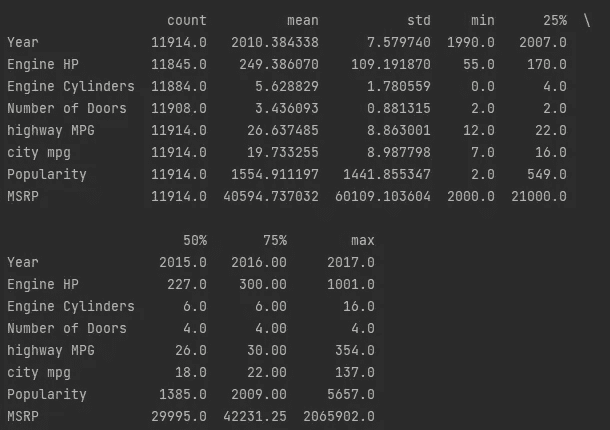 count mean std min 25% \
Year 11914.0 2010.384338 7.579740 1990.0 2007.0
Engine HP 11845.0 249.386070 109.191870 55.0 170.0
Engine Cylinders 11884.0 5.628829 1.780559 0.0 4.0
Number of Doors 11908.0 3.436093 0.881315 2.0 2.0
highway MPG 11914.0 26.637485 8.863001 12.0 22.0
city mpg 11914.0 19.733255 8.987798 7.0 16.0
Popularity 11914.0 1554.911197 1441.855347 2.0 549.0
MSRP 11914.0 40594.737032 60109.103604 2000.0 21000.0
50% 75% max
Year 2015.0 2016.00 2017.0
Engine HP 227.0 300.00 1001.0
Engine Cylinders 6.0 6.00 16.0
Number of Doors 4.0 4.00 4.0
highway MPG 26.0 30.00 354.0
city mpg 18.0 22.00 137.0
Popularity 1385.0 2009.00 5657.0
MSRP 29995.0 42231.25 2065902.0